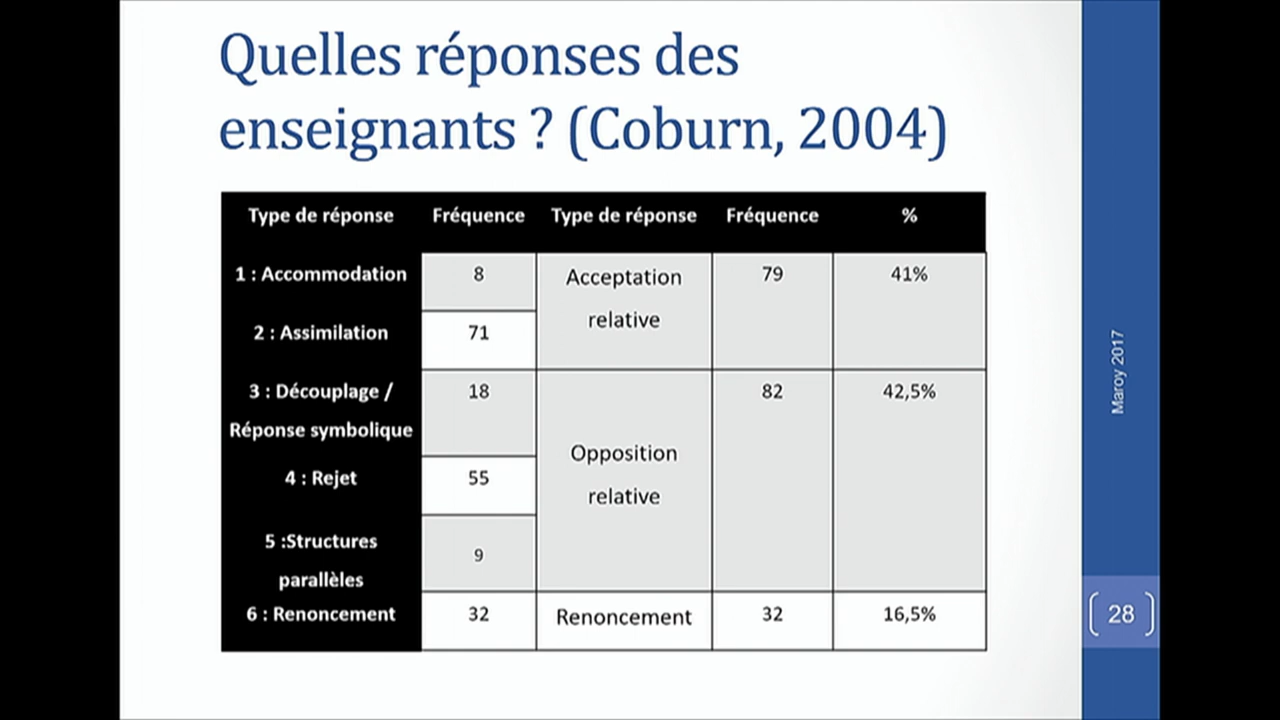 Quelles réponses des
enseignants ? (Coburn, 2004)
Type de réponse Fréquence Type de réponse Fréquence %
1 : Accommodation 8 Acceptation relative 79 41%
2 : Assimilation 71
3 : Découplage / Réponse symbolique 18 Opposition relative 82 42,5%
4 : Rejet 55
5 :Structures parallèles 9
6 : Renoncement 32 Renoncement 32 16,5%
Maroy 2017
28